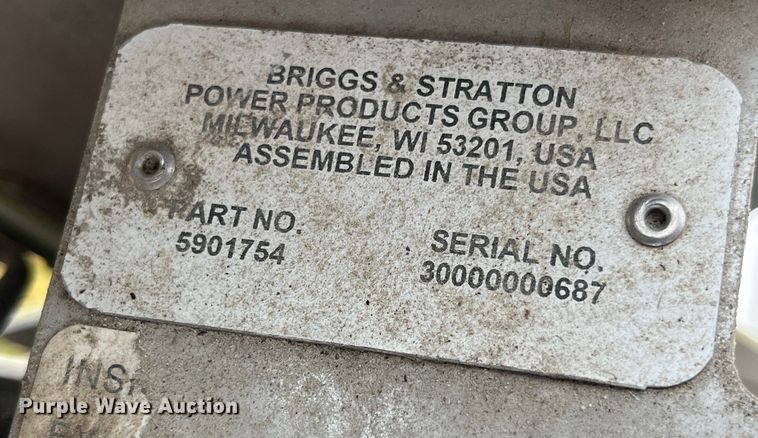 BRIGGS & STRATTON
POWER PRODUCTS GROUP, LLC
MILWAUKEE, WI 53201, USA
ASSEMBLED IN THE USA
PART NO.
5901754
SERIAL NO.
30000000687
Purple Wave Auction